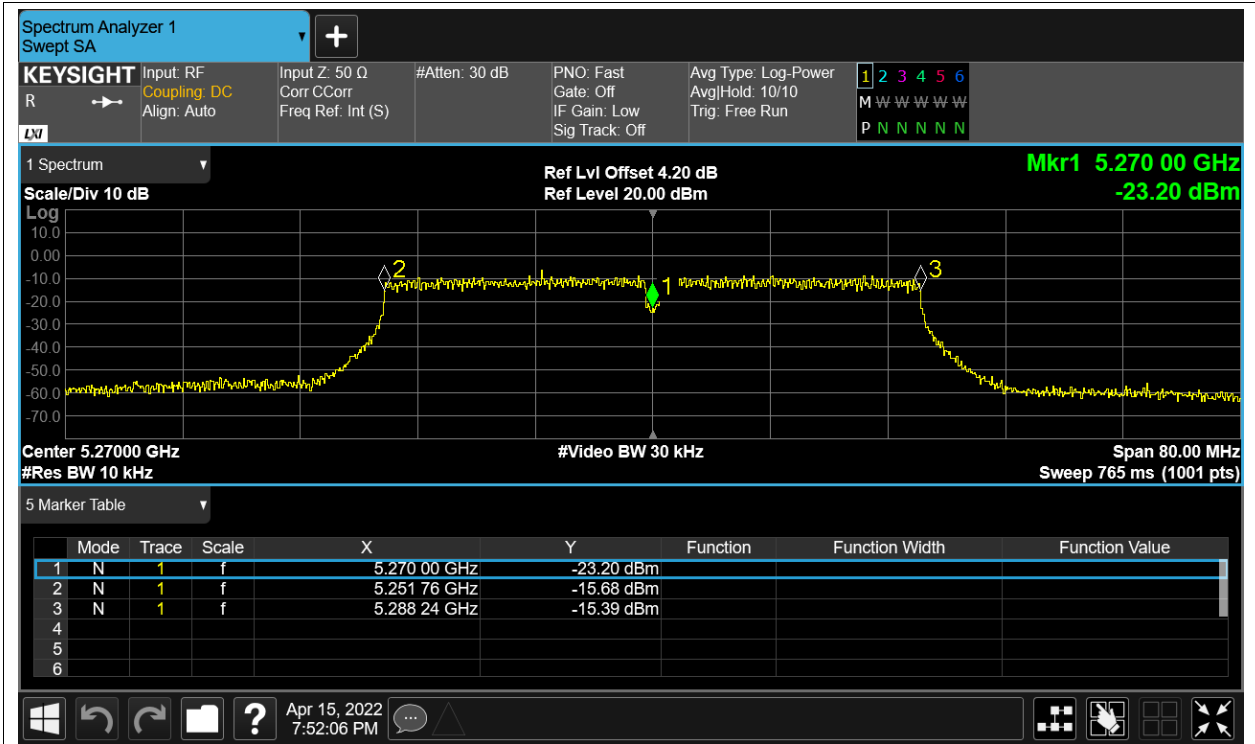 Spectrum Analyzer 1
Swept SA
KEYSIGHT
R
LXI
Input: RF
Coupling: DC
Align: Auto
Input Z: 50 Ω
Corr CCorr
Freq Ref: Int (S)
#Atten: 30 dB
PNO: Fast
Gate: Off
IF Gain: Low
Sig Track: Off
Avg Type: Log-Power
Avg|Hold: 10/10
Trig: Free Run
1 2 3 4 5 6
M W W W W W
P N N N N N
1 Spectrum
Scale/Div 10 dB
Ref Lvl Offset 4.20 dB
Ref Level 20.00 dBm
Mkr1 5.270 00 GHz
-23.20 dBm
Log
10.0
0.00
-10.0
-20.0
-30.0
-40.0
-50.0
-60.0
-70.0
2
1
3
Center 5.27000 GHz
#Res BW 10 kHz
#Video BW 30 kHz
Span 80.00 MHz
Sweep 765 ms (1001 pts)
5 Marker Table
Mode Trace Scale X Y Function Function Width Function Value
1 N 1 f 5.270 00 GHz -23.20 dBm
2 N 1 f 5.251 76 GHz -15.68 dBm
3 N 1 f 5.288 24 GHz -15.39 dBm
4
5
6
?
Apr 15, 2022
7:52:06 PM